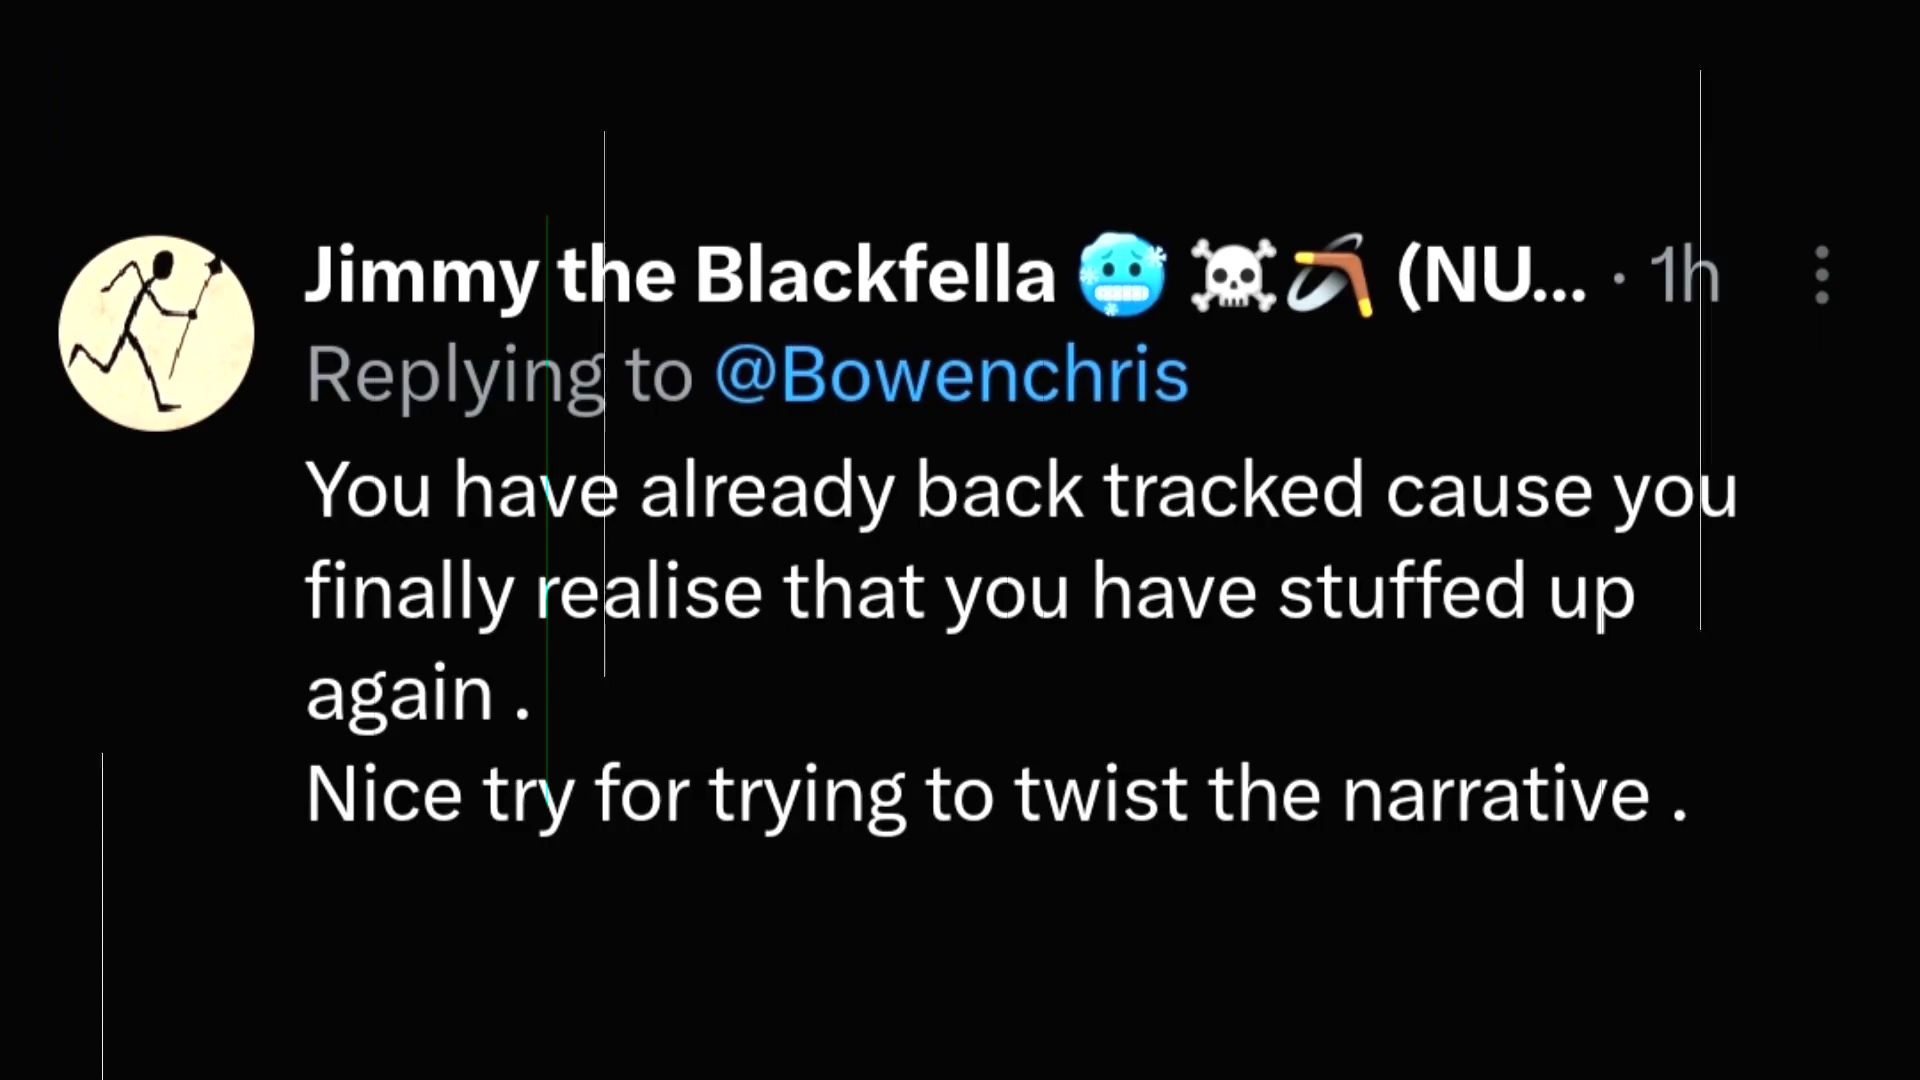 Jimmy the Blackfella 🥶 ☠️🪃 (NU... · 1h
Replying to @Bowenchris
You have already back tracked cause you
finally realise that you have stuffed up
again .
Nice try for trying to twist the narrative .